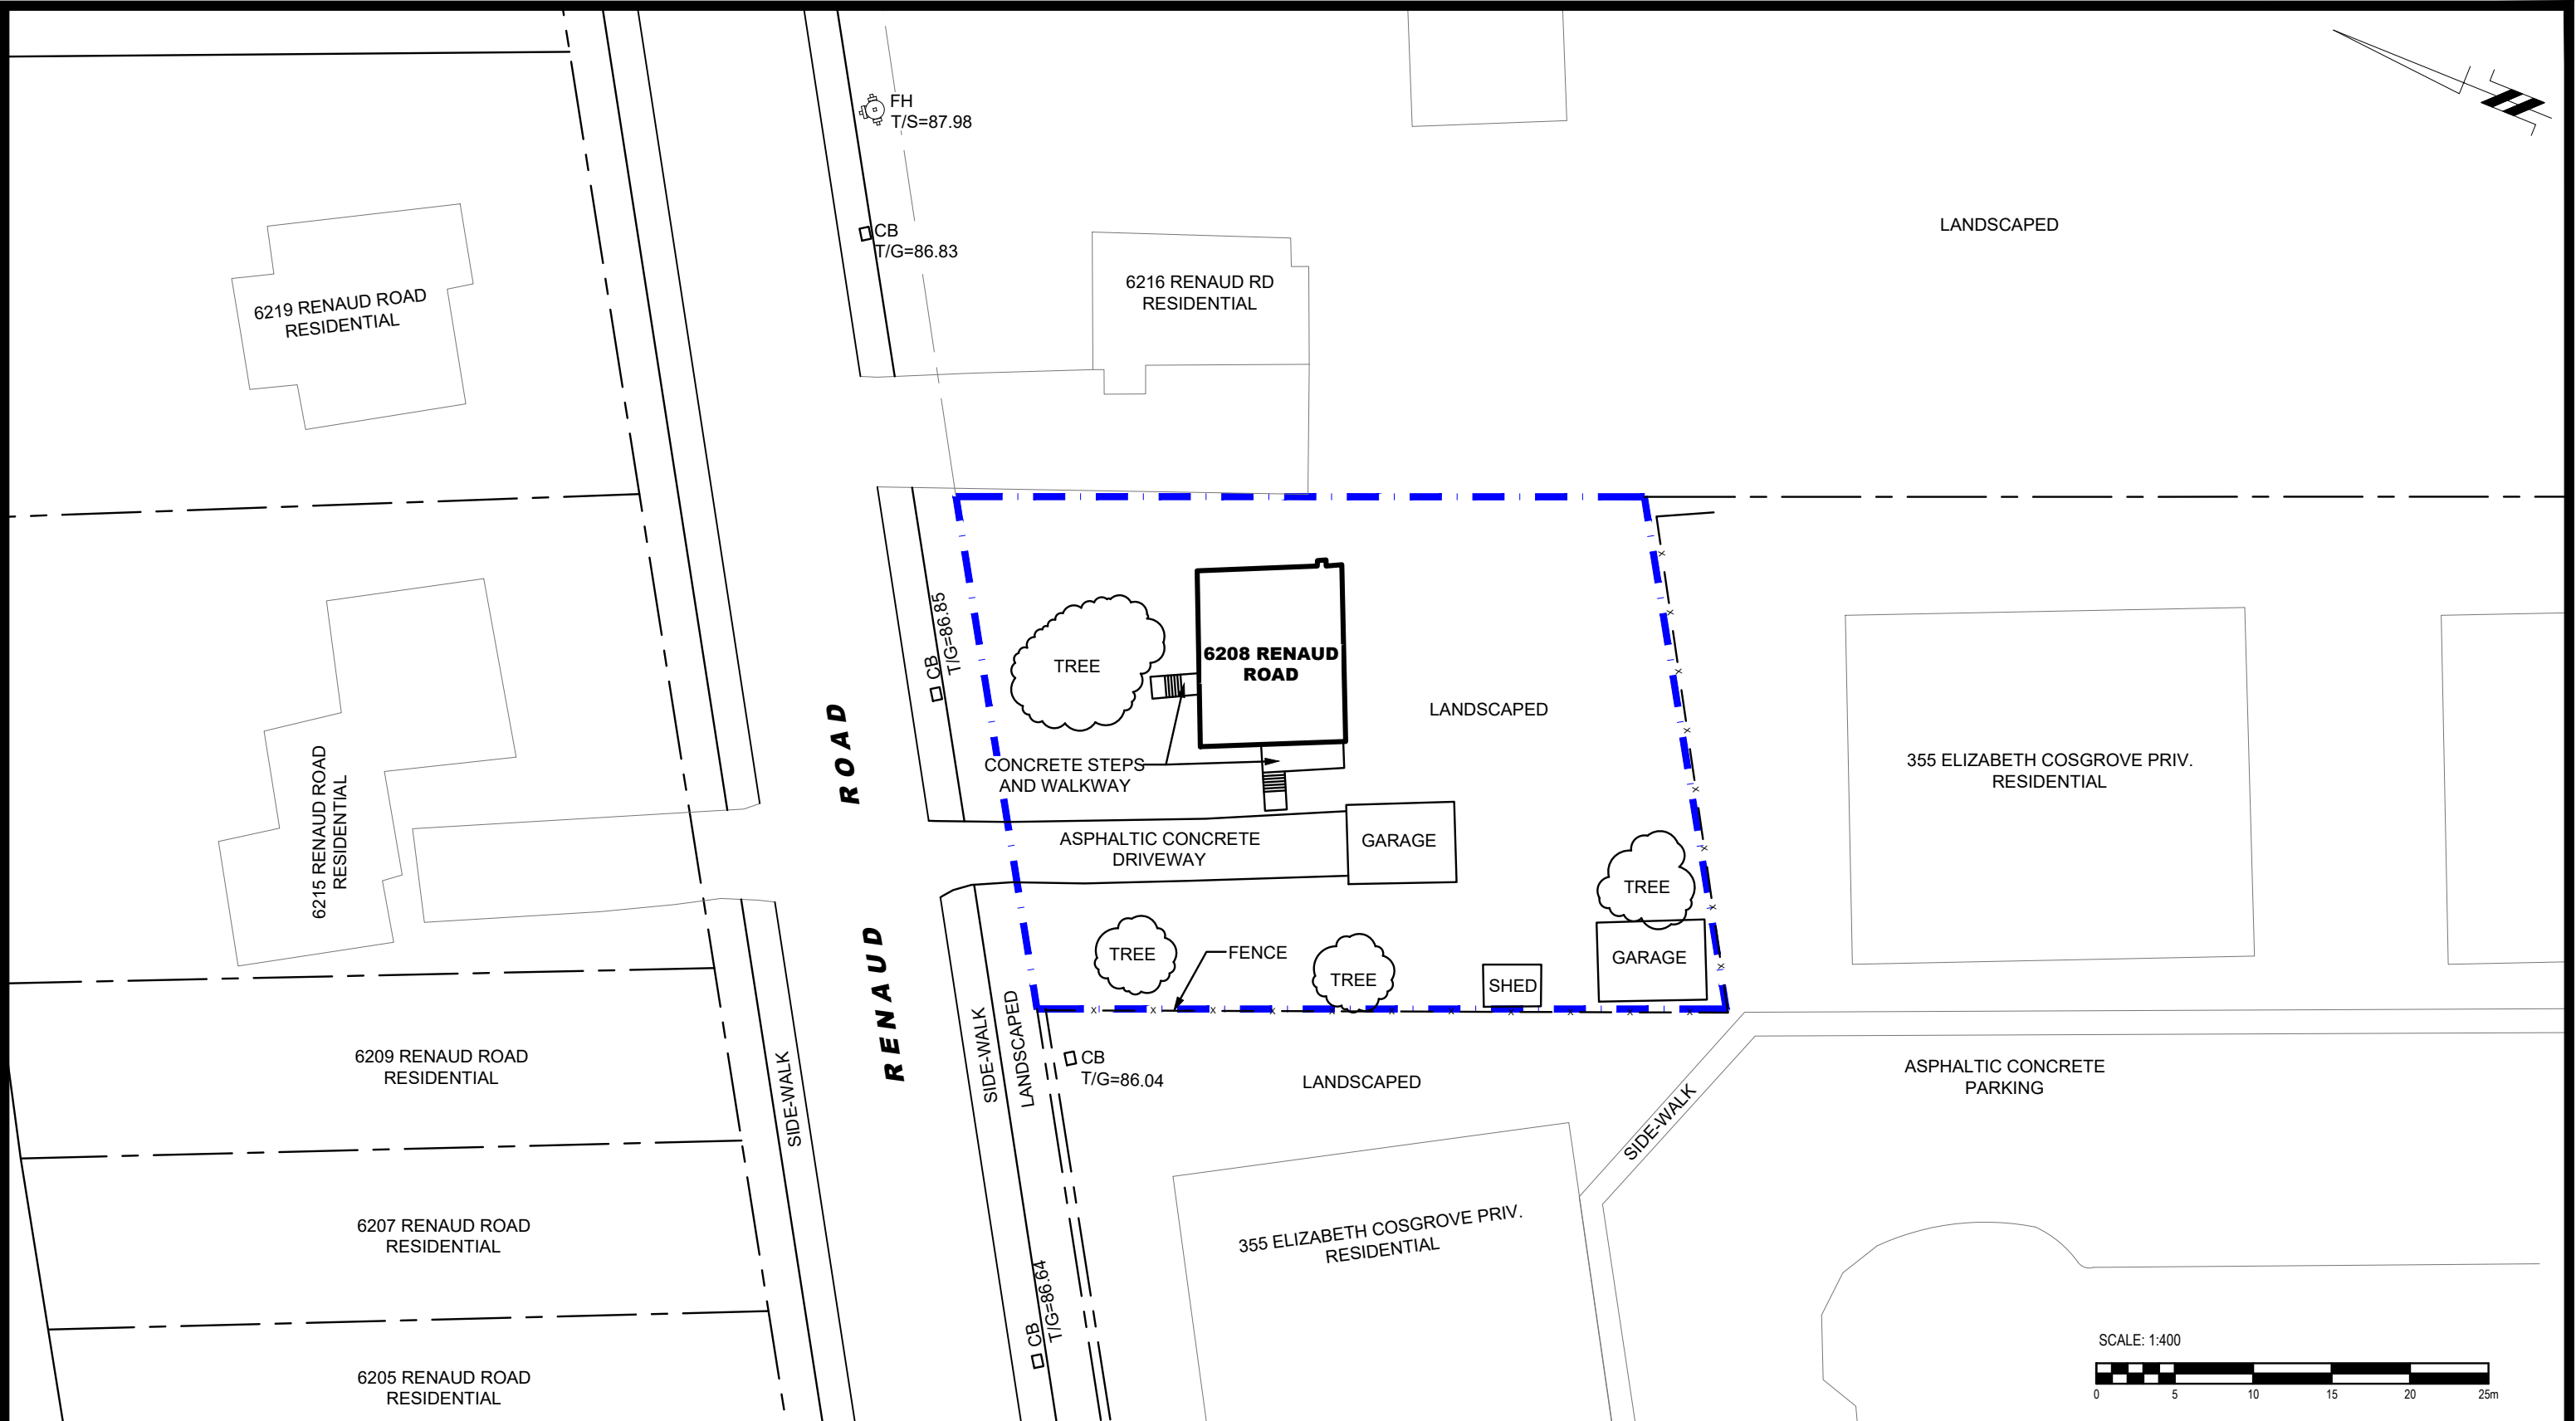 FH
T/S=87.98
CB
T/G=86.83
LANDSCAPED
6219 RENAUD ROAD
RESIDENTIAL
6216 RENAUD RD
RESIDENTIAL
CB
T/G=86.85
TREE
6208 RENAUD
ROAD
LANDSCAPED
6215 RENAUD ROAD
RESIDENTIAL
RENAUD ROAD
CONCRETE STEPS
AND WALKWAY
355 ELIZABETH COSGROVE PRIV.
RESIDENTIAL
ASPHALTIC CONCRETE
DRIVEWAY
GARAGE
TREE
TREE
FENCE
TREE
SHED
GARAGE
SIDE-WALK
SIDE-WALK
LANDSCAPED
CB
T/G=86.04
LANDSCAPED
SIDE-WALK
ASPHALTIC CONCRETE
PARKING
6209 RENAUD ROAD
RESIDENTIAL
6207 RENAUD ROAD
RESIDENTIAL
355 ELIZABETH COSGROVE PRIV.
RESIDENTIAL
CB
T/G=86.64
6205 RENAUD ROAD
RESIDENTIAL
SCALE: 1:400
0 5 10 15 20 25m